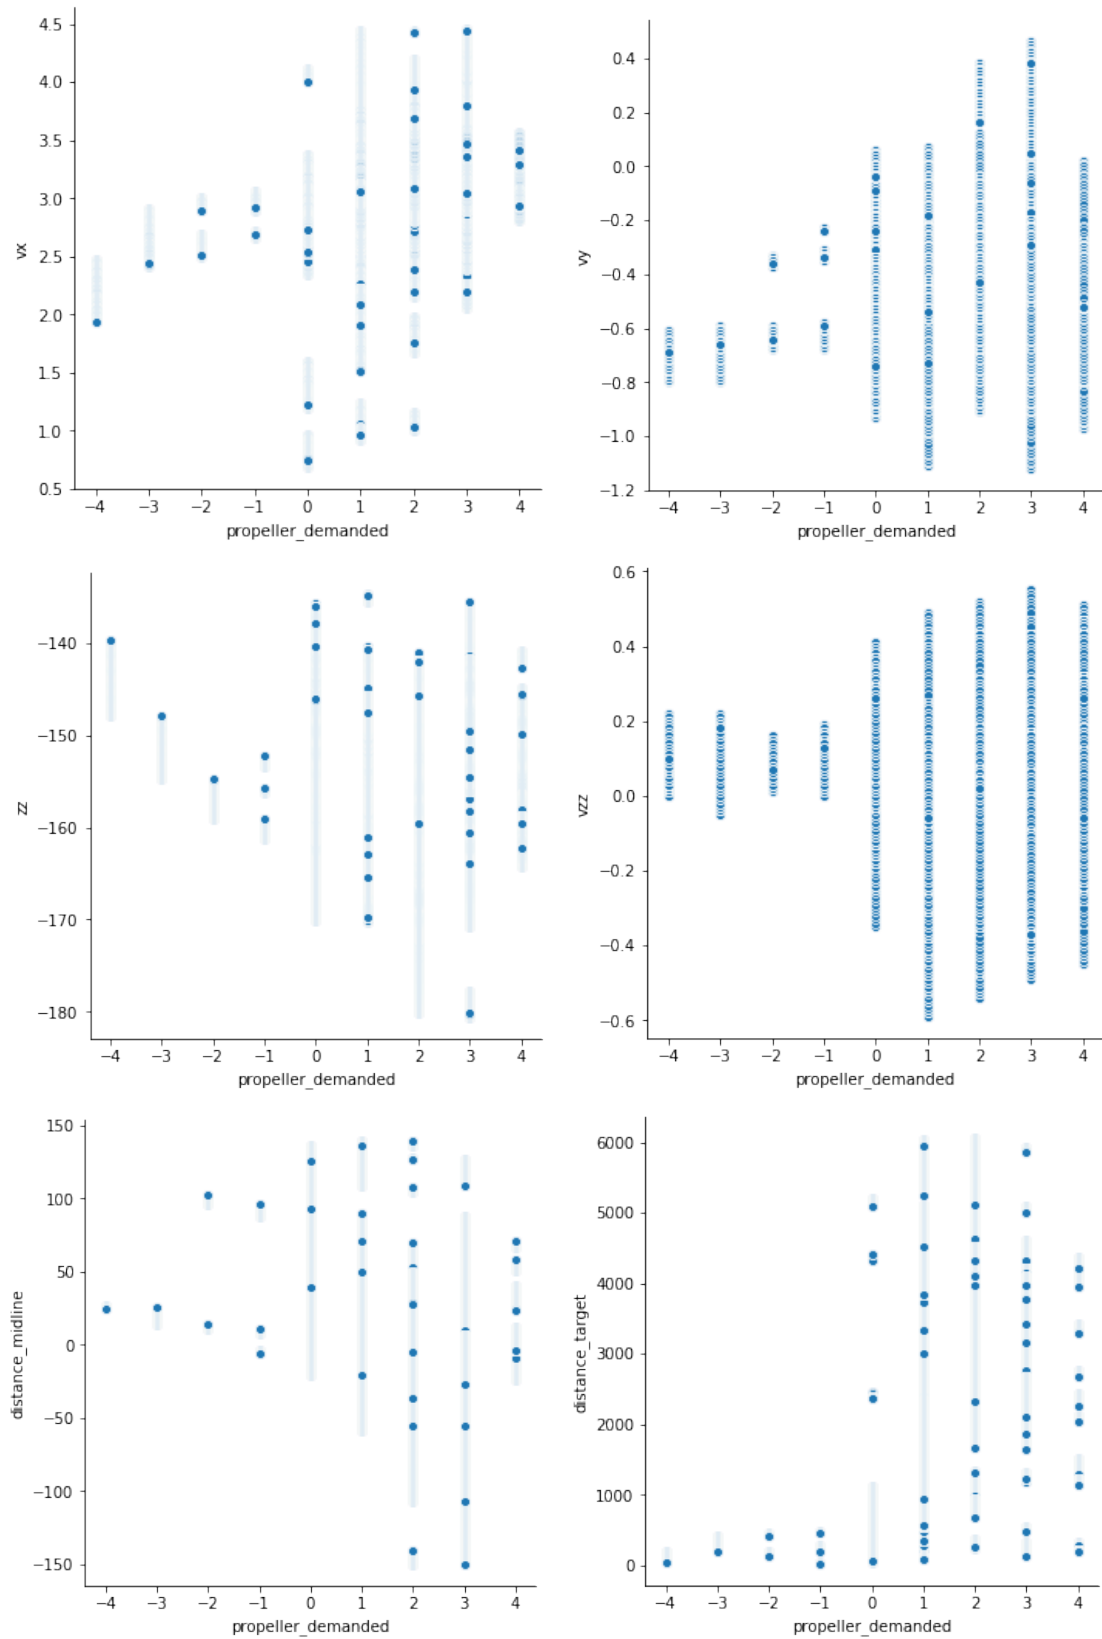 4.5
4.0
3.5
3.0
2.5
2.0
1.5
1.0
0.5
vx
−4 −3 −2 −1 0 1 2 3 4
propeller_demanded
0.4
0.2
0.0
−0.2
−0.4
−0.6
−0.8
−1.0
−1.2
vy
−4 −3 −2 −1 0 1 2 3 4
propeller_demanded
−140
−150
−160
−170
−180
zz
−4 −3 −2 −1 0 1 2 3 4
propeller_demanded
0.6
0.4
0.2
0.0
−0.2
−0.4
−0.6
vzz
−4 −3 −2 −1 0 1 2 3 4
propeller_demanded
150
100
50
0
−50
−100
−150
distance_midline
−4 −3 −2 −1 0 1 2 3 4
propeller_demanded
6000
5000
4000
3000
2000
1000
0
distance_target
−4 −3 −2 −1 0 1 2 3 4
propeller_demanded